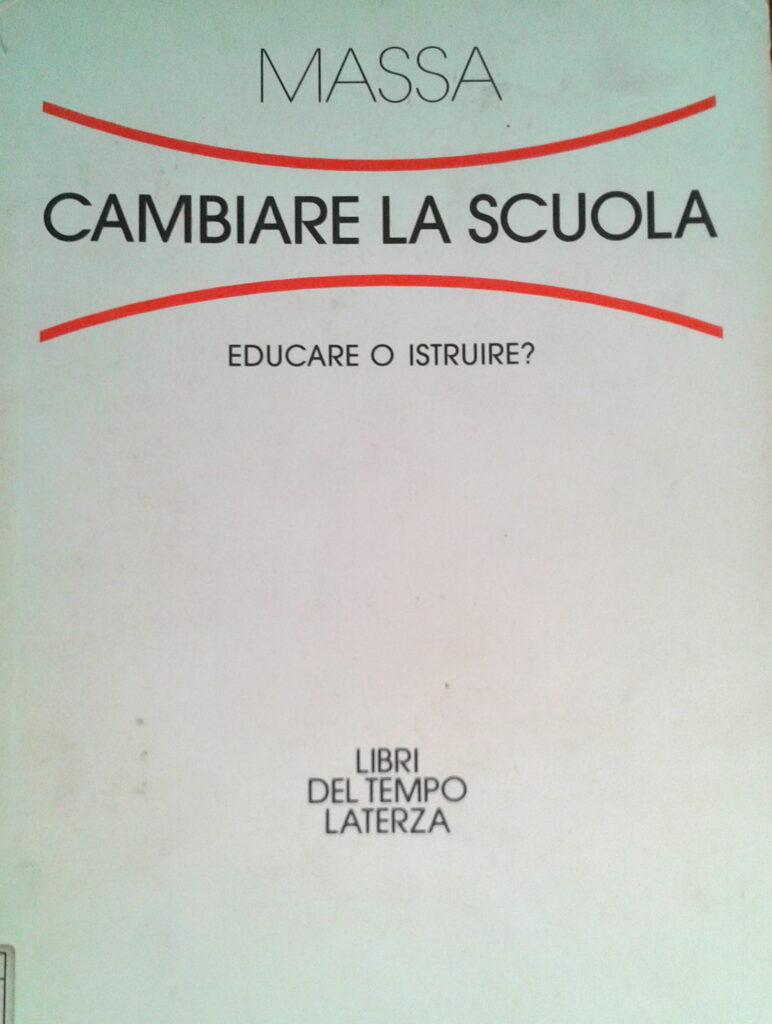 MASSA
CAMBIARE LA SCUOLA
EDUCARE O ISTRUIRE?
LIBRI
DEL TEMPO
LATERZA